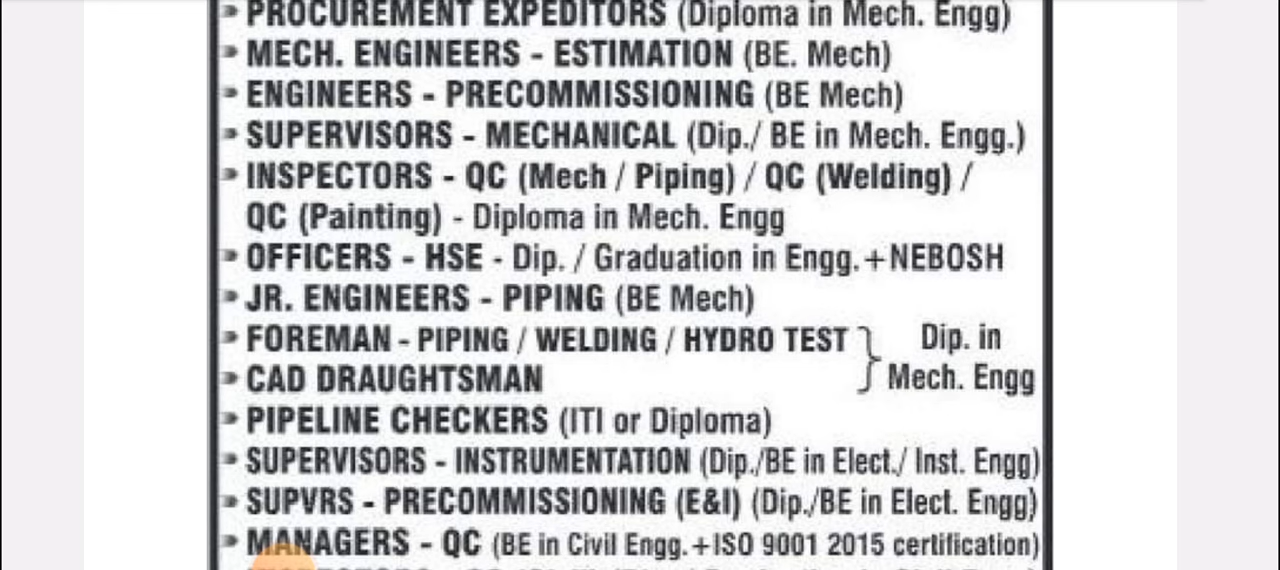 » PROCUREMENT EXPEDITORS (Diploma in Mech. Engg)
» MECH. ENGINEERS - ESTIMATION (BE. Mech)
» ENGINEERS - PRECOMMISSIONING (BE Mech)
» SUPERVISORS - MECHANICAL (Dip./ BE in Mech. Engg.)
» INSPECTORS - QC (Mech / Piping) / QC (Welding) /
QC (Painting) - Diploma in Mech. Engg
» OFFICERS - HSE - Dip. / Graduation in Engg.+NEBOSH
» JR. ENGINEERS - PIPING (BE Mech)
» FOREMAN - PIPING / WELDING / HYDRO TEST } Dip. in
» CAD DRAUGHTSMAN Mech. Engg
» PIPELINE CHECKERS (ITI or Diploma)
» SUPERVISORS - INSTRUMENTATION (Dip./BE in Elect./ Inst. Engg)
» SUPVRS - PRECOMMISSIONING (E&I) (Dip./BE in Elect. Engg)
» MANAGERS - QC (BE in Civil Engg.+ISO 9001 2015 certification)